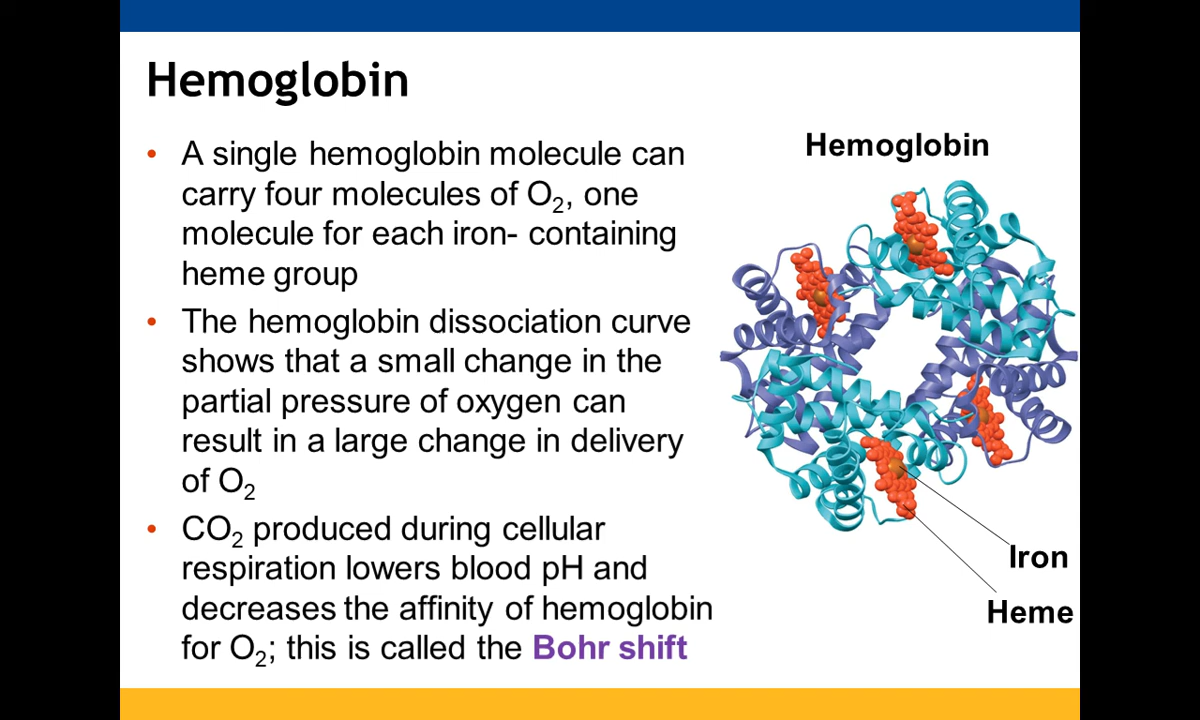 Hemoglobin
• A single hemoglobin molecule can
carry four molecules of O₂, one
molecule for each iron- containing
heme group
• The hemoglobin dissociation curve
shows that a small change in the
partial pressure of oxygen can
result in a large change in delivery
of O₂
• CO₂ produced during cellular
respiration lowers blood pH and
decreases the affinity of hemoglobin
for O₂; this is called the Bohr shift
Hemoglobin
Iron
Heme